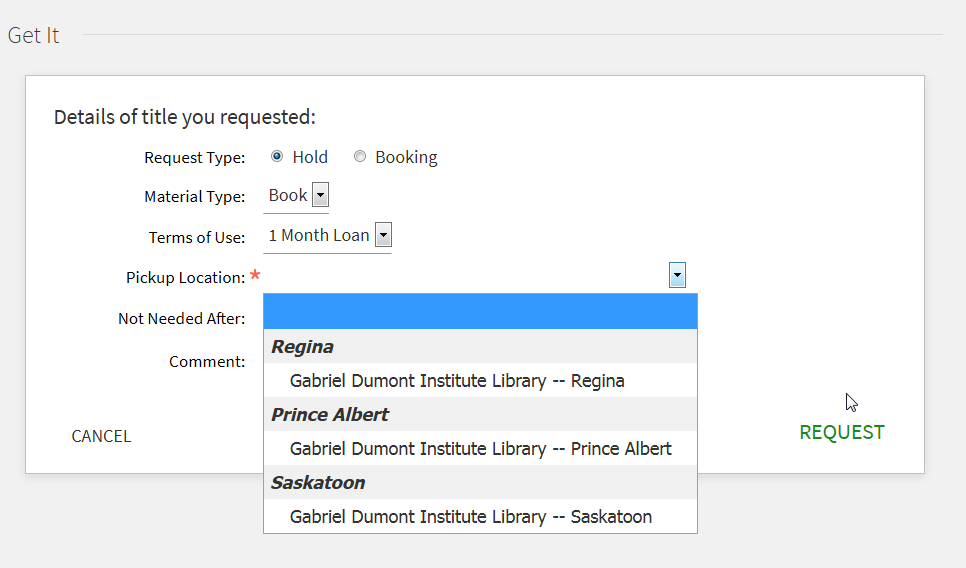 Get It
Details of title you requested:
Request Type: Hold Booking
Material Type: Book
Terms of Use: 1 Month Loan
Pickup Location: *
Not Needed After:
Regina
Comment:
Gabriel Dumont Institute Library -- Regina
Prince Albert
CANCEL
REQUEST
Gabriel Dumont Institute Library -- Prince Albert
Saskatoon
Gabriel Dumont Institute Library -- Saskatoon